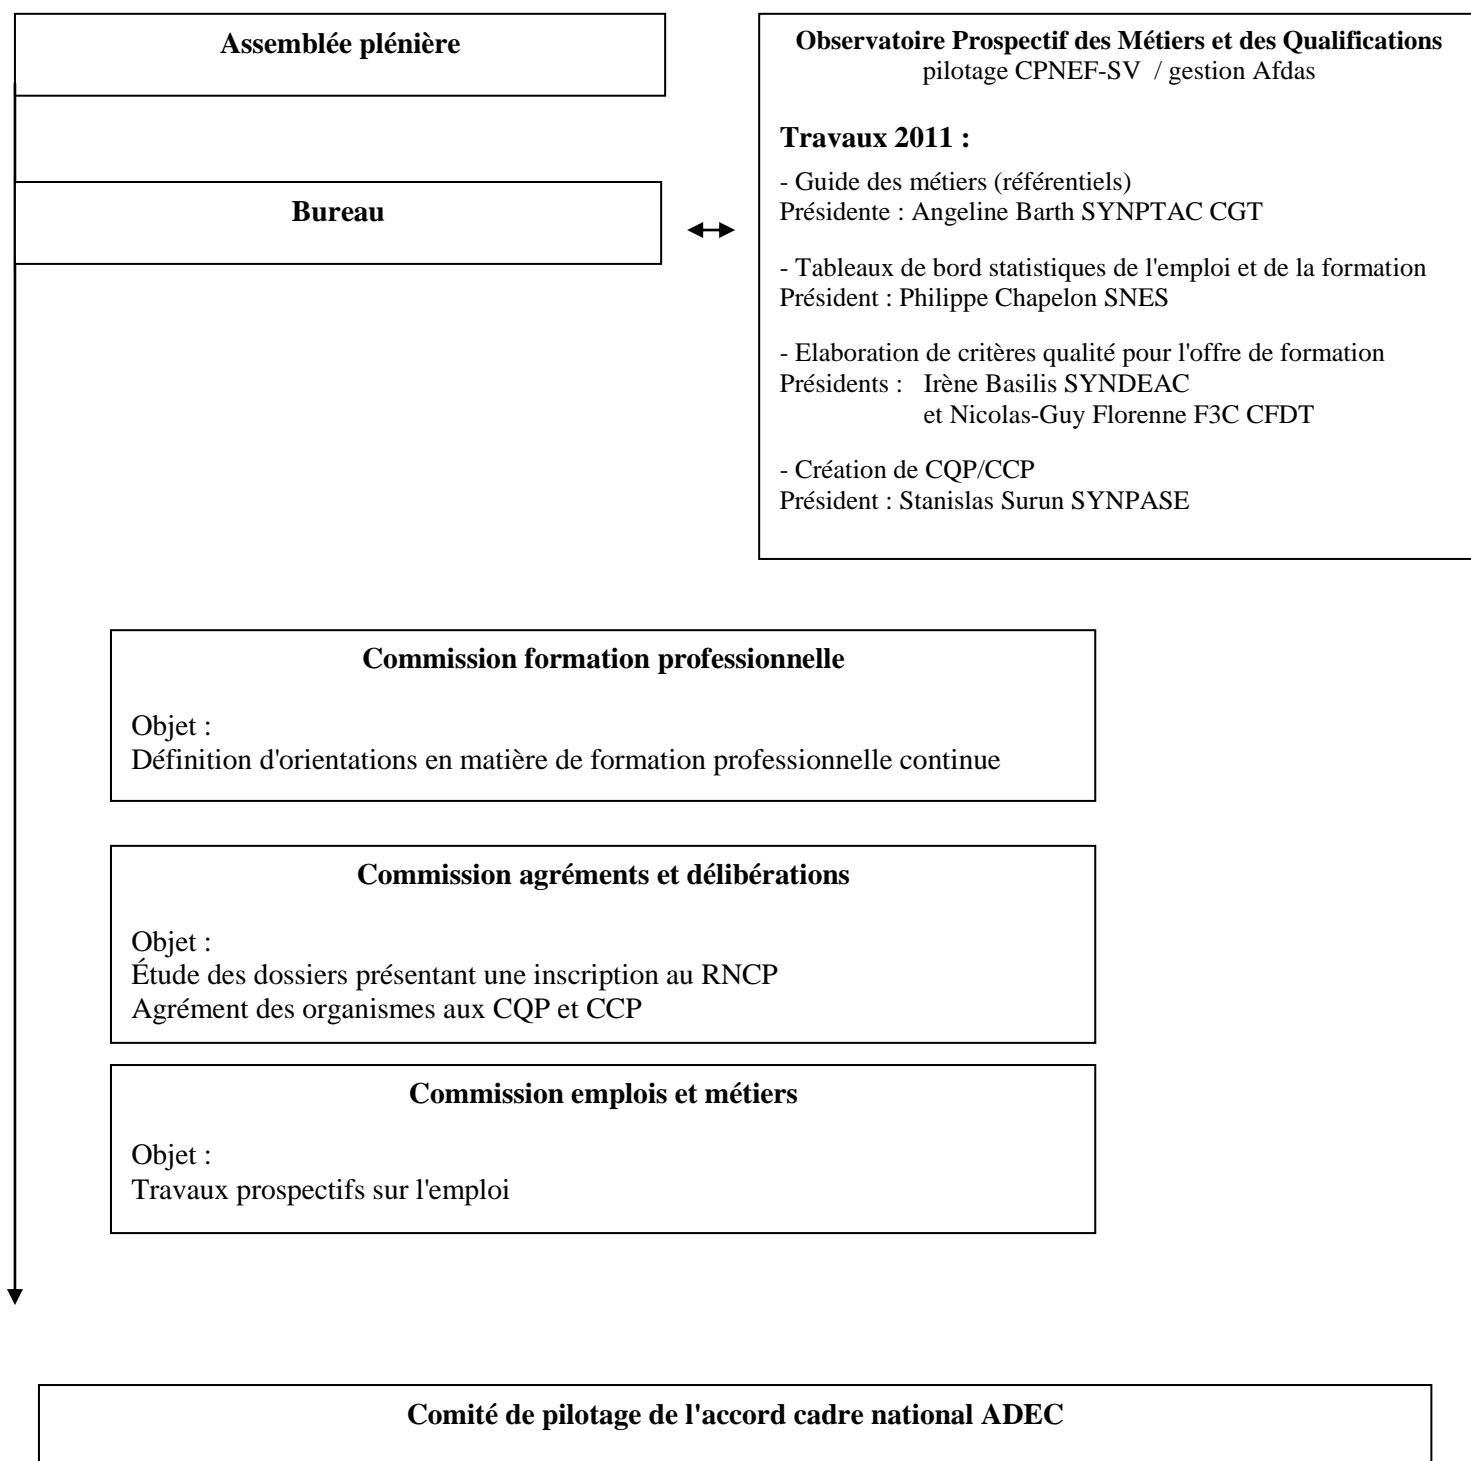 Assemblée plénière
Bureau
Observatoire Prospectif des Métiers et des Qualifications
pilotage CPNEF-SV / gestion Afdas
Travaux 2011 :
- Guide des métiers (référentiels)
Présidente : Angeline Barth SYNPTAC CGT
- Tableaux de bord statistiques de l'emploi et de la formation
Président : Philippe Chapelon SNES
- Elaboration de critères qualité pour l'offre de formation
Présidents : Irène Basilis SYNDEAC
et Nicolas-Guy Florenne F3C CFDT
- Création de CQP/CCP
Président : Stanislas Surun SYNPASE
Commission formation professionnelle
Objet :
Définition d'orientations en matière de formation professionnelle continue
Commission agréments et délibérations
Objet :
Étude des dossiers présentant une inscription au RNCP
Agrément des organismes aux CQP et CCP
Commission emplois et métiers
Objet :
Travaux prospectifs sur l'emploi
Comité de pilotage de l'accord cadre national ADEC